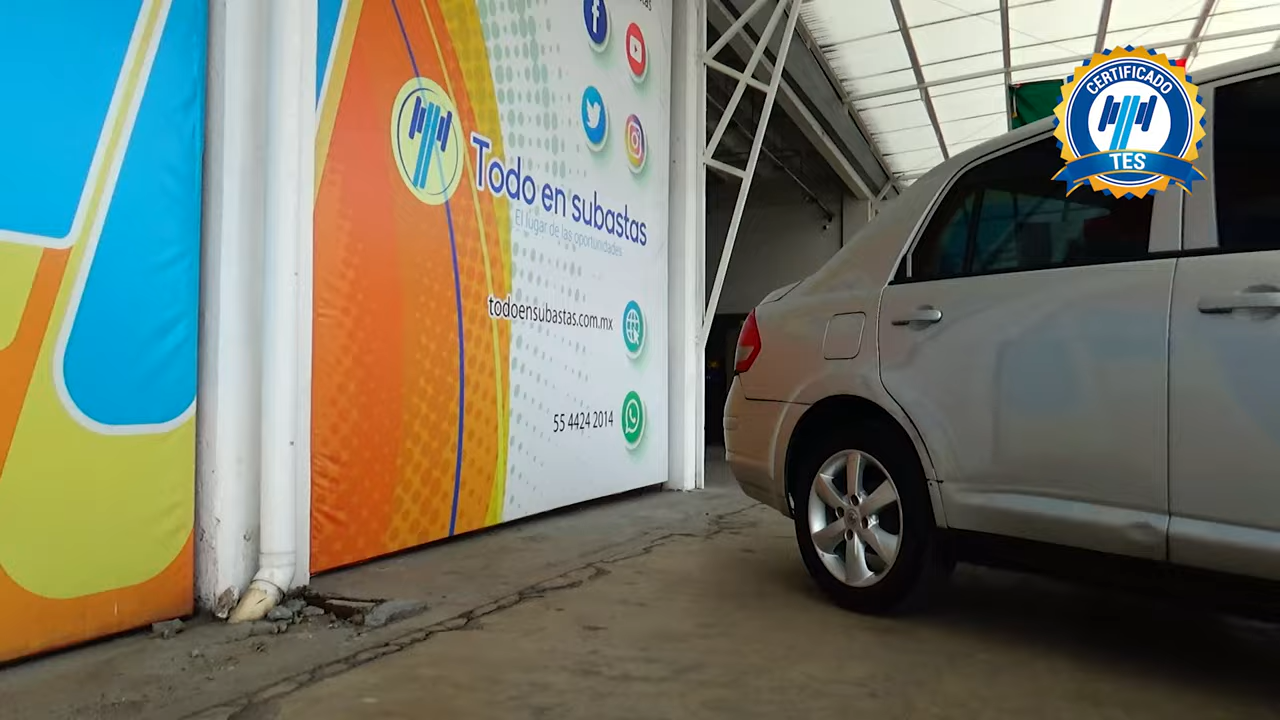 Todo en subastas
El lugar de las oportunidades
todoensubastas.com.mx
55 4424 2014
CERTIFICADO
TES